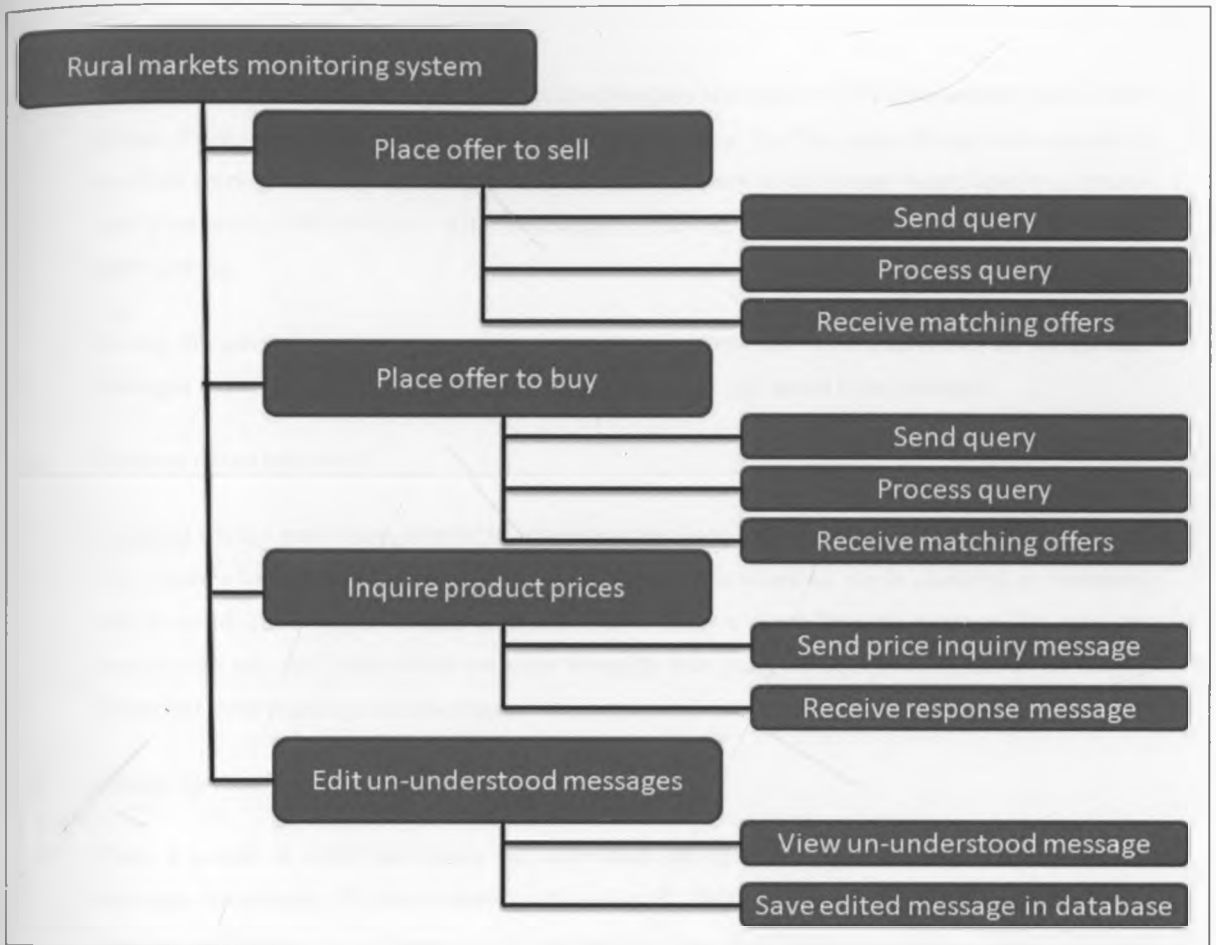 Rural markets monitoring system
Place offer to sell
Send query
Process query
Receive matching offers
Place offer to buy
Send query
Process query
Receive matching offers
Inquire product prices
Send price inquiry message
Receive response message
Edit un-understood messages
View un-understood message
Save edited message in database